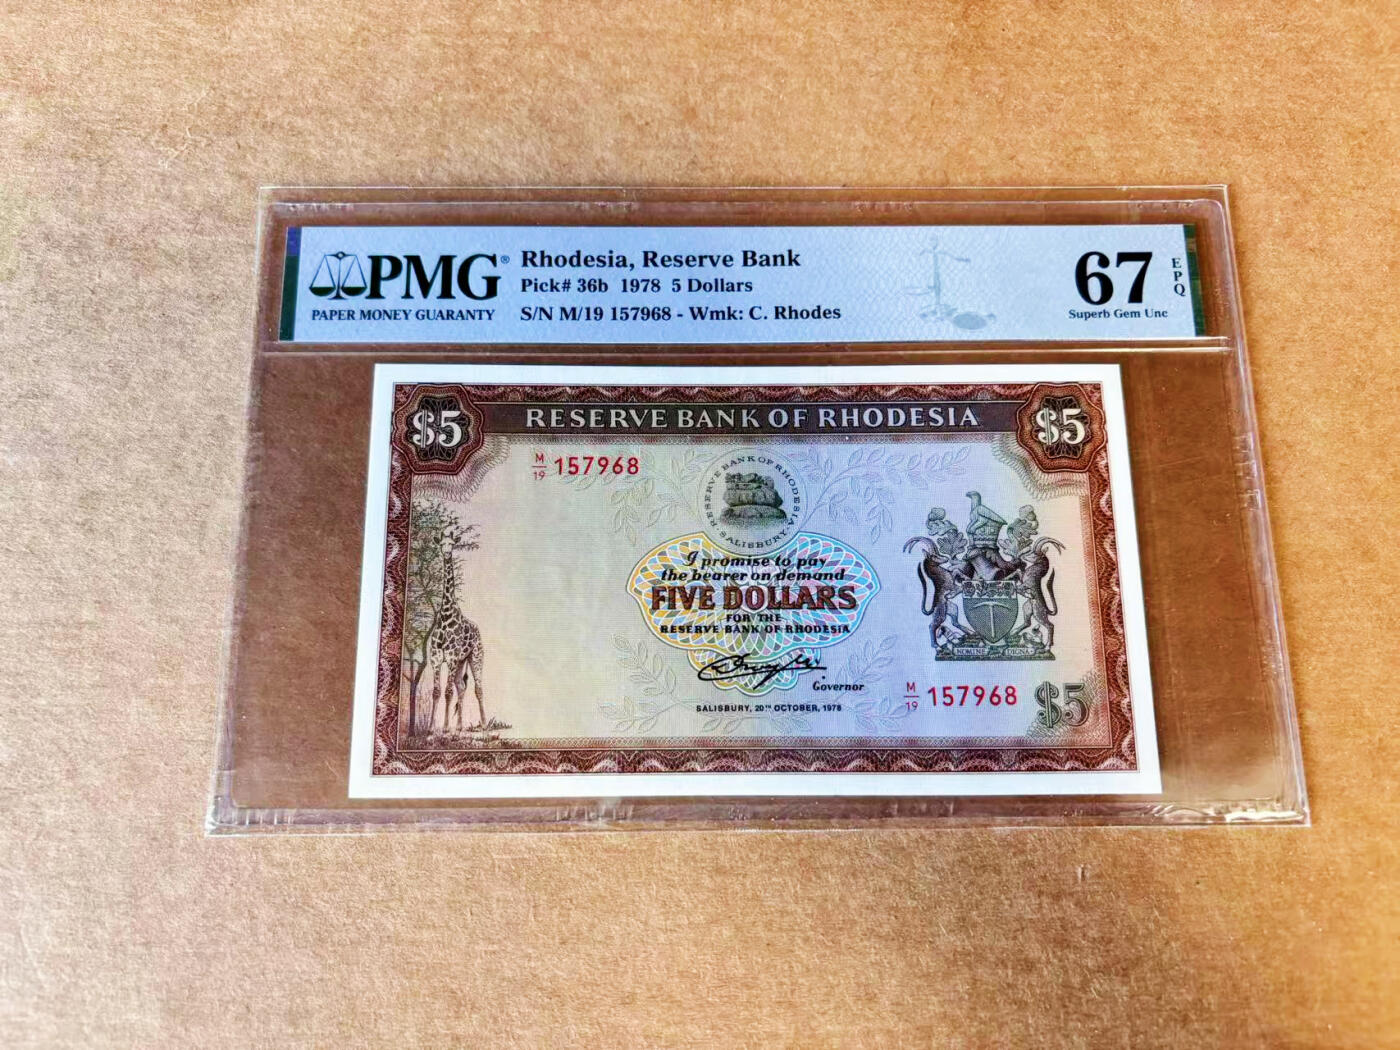 PMG®
PAPER MONEY GUARANTY
Rhodesia, Reserve Bank
Pick# 36b 1978 5 Dollars
S/N M/19 157968 - Wmk: C. Rhodes
67 EPQ
Superb Gem Unc
$5 RESERVE BANK OF RHODESIA $5
M/19 157968
RESERVE BANK OF RHODESIA · SALISBURY ·
I promise to pay
the bearer on demand
FIVE DOLLARS
FOR THE
RESERVE BANK OF RHODESIA
Governor
SALISBURY, 20TH OCTOBER, 1978
NOMINE DIGNA
M/19 157968 $5